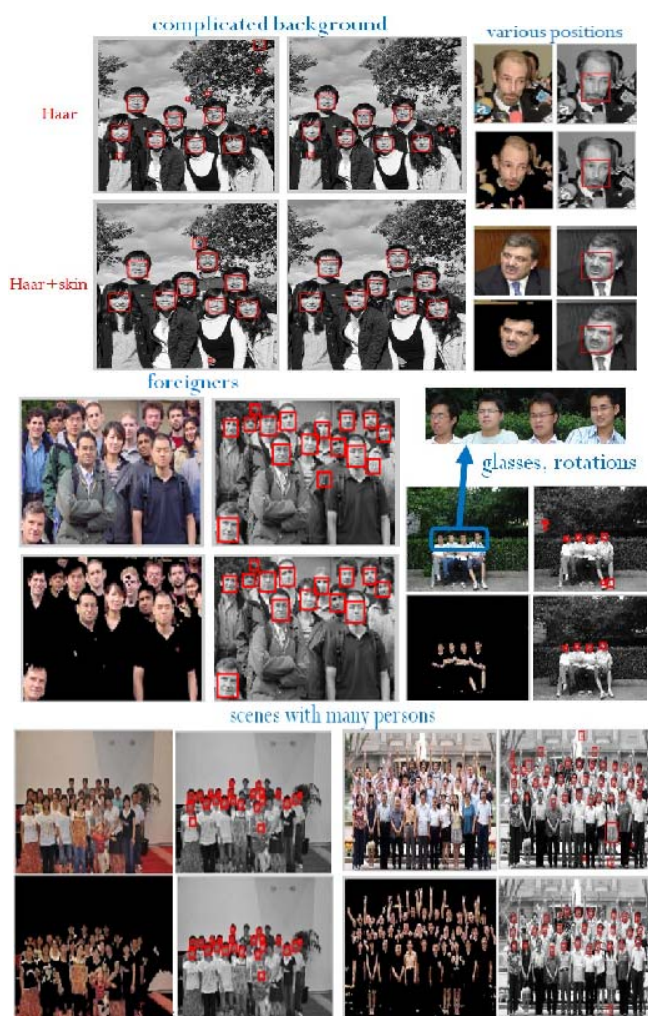 complicated background
various positions
Haar
Haar+skin
foreigners
glasses, rotations
scenes with many persons